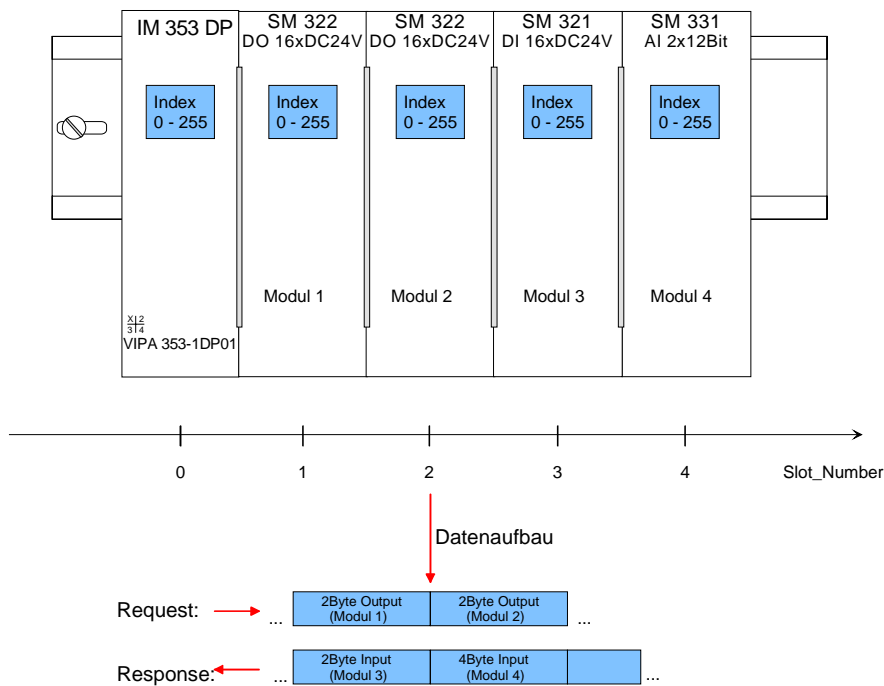 IM 353 DP
SM 322
DO 16xDC24V
SM 322
DO 16xDC24V
SM 321
DI 16xDC24V
SM 331
AI 2x12Bit
Index
0 - 255
Index
0 - 255
Index
0 - 255
Index
0 - 255
Index
0 - 255
Modul 1
Modul 2
Modul 3
Modul 4
X 2
3 4
VIPA 353-1DP01
0 1 2 3 4 Slot_Number
Datenaufbau
Request: ... 2Byte Output 2Byte Output ...
(Modul 1) (Modul 2)
Response: ... 2Byte Input 4Byte Input ...
(Modul 3) (Modul 4)